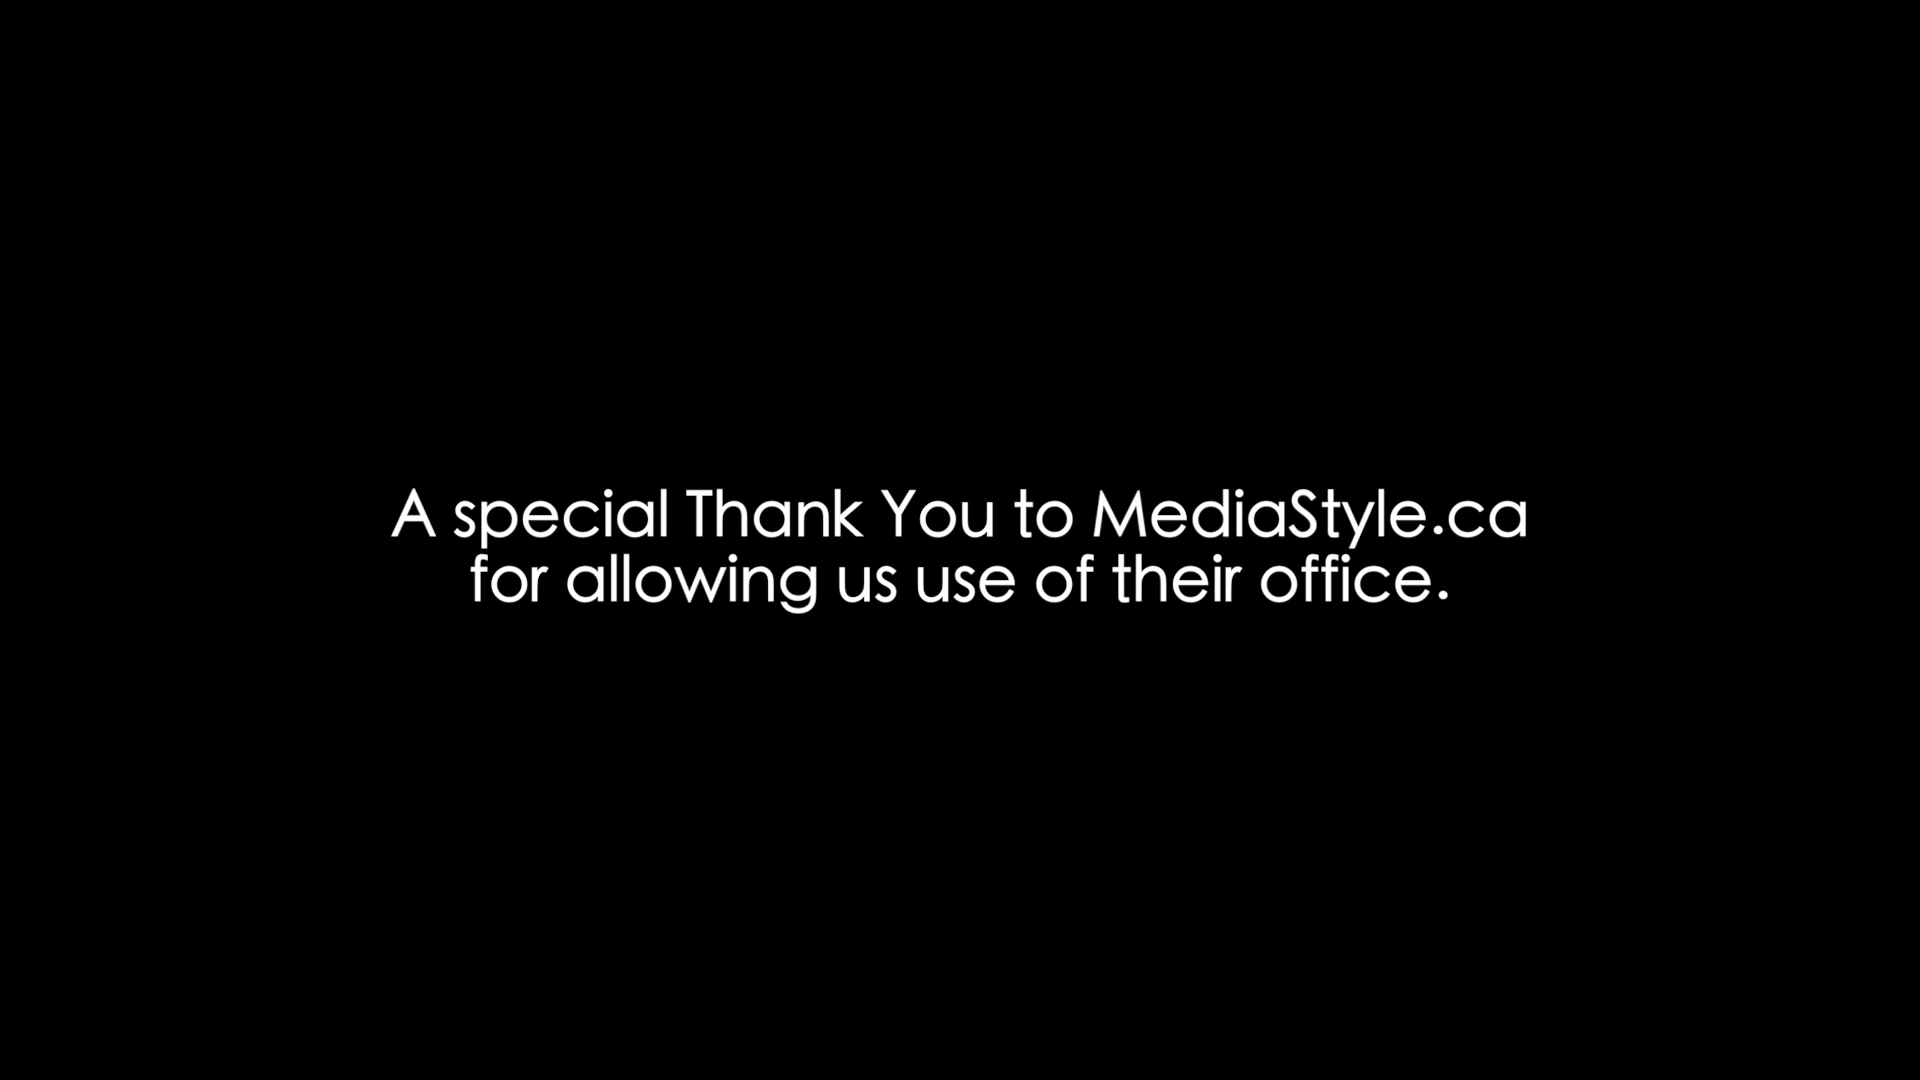 A special Thank You to MediaStyle.ca
for allowing us use of their office.